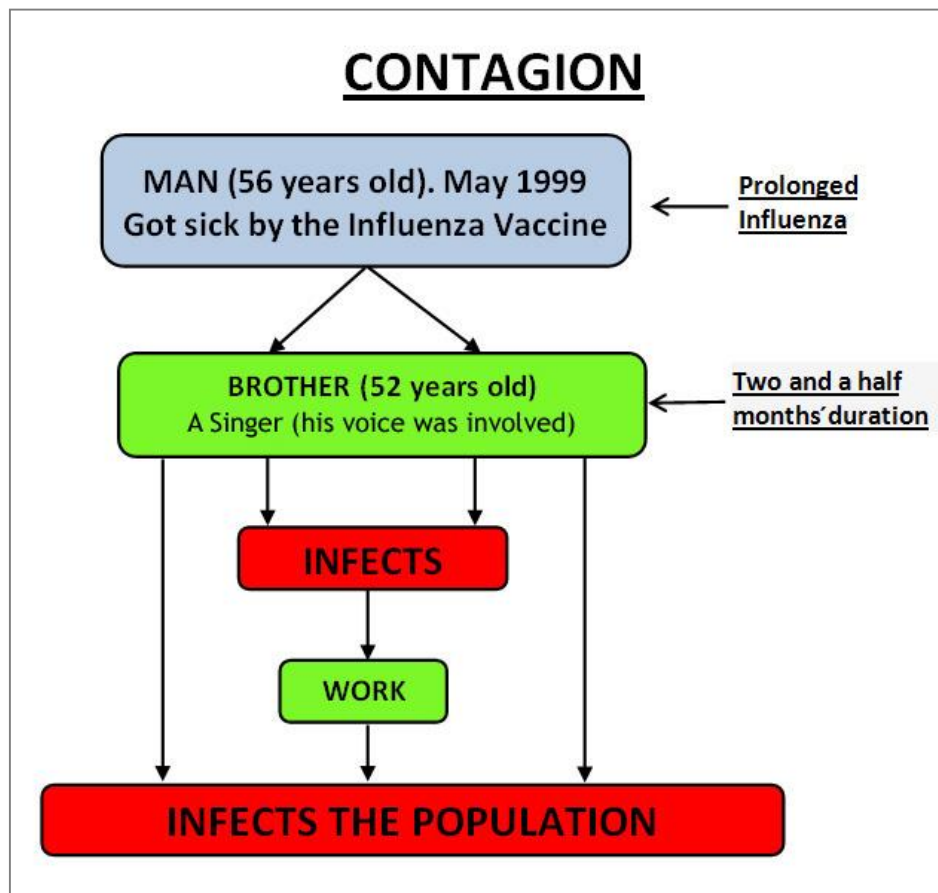 CONTAGION
MAN (56 years old). May 1999
Got sick by the Influenza Vaccine
Prolonged
Influenza
BROTHER (52 years old)
A Singer (his voice was involved)
Two and a half
months´duration
INFECTS
WORK
INFECTS THE POPULATION